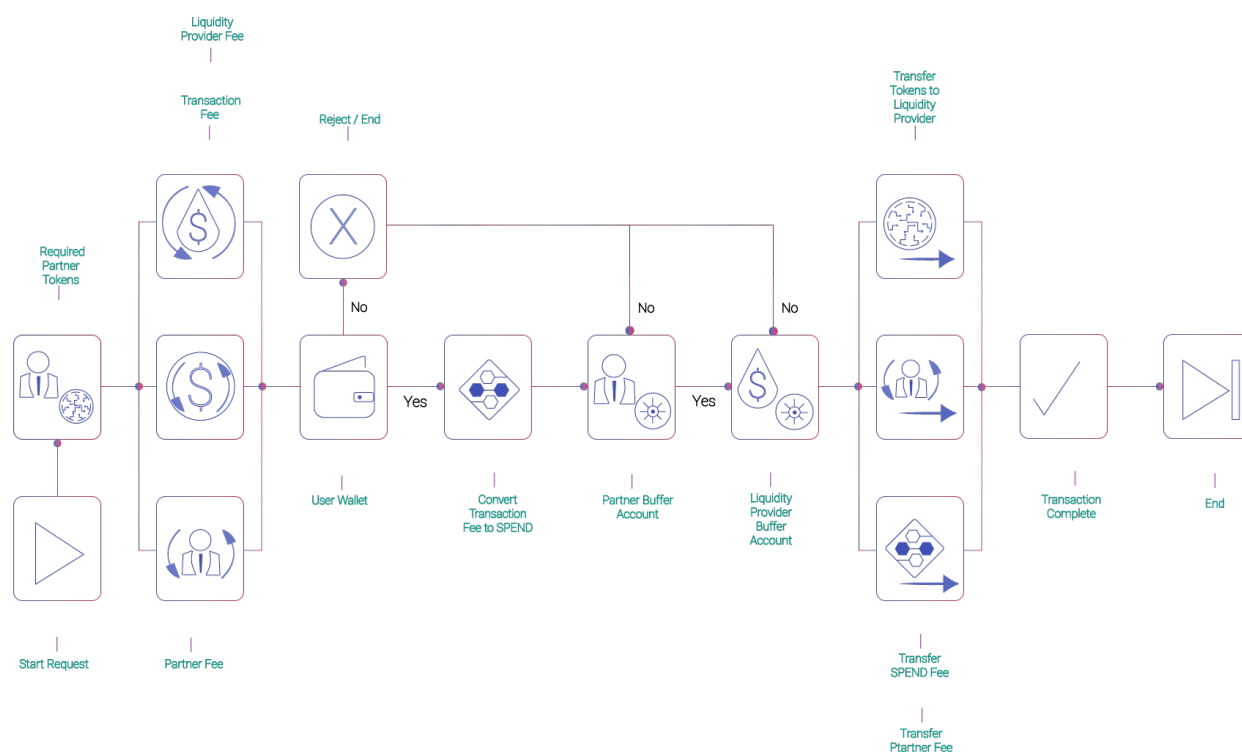 Liquidity
Provider Fee
Transaction
Fee
Reject / End
Transfer
Tokens to
Liquidity
Provider
$
X
Required
Partner
Tokens
No
No
No
$
$
Yes
Yes
User Wallet
Convert
Transaction
Fee to SPEND
Partner Buffer
Account
Liquidity
Provider
Buffer
Account
Transaction
Complete
End
Start Request
Partner Fee
Transfer
SPEND Fee
Transfer
Ptartner Fee